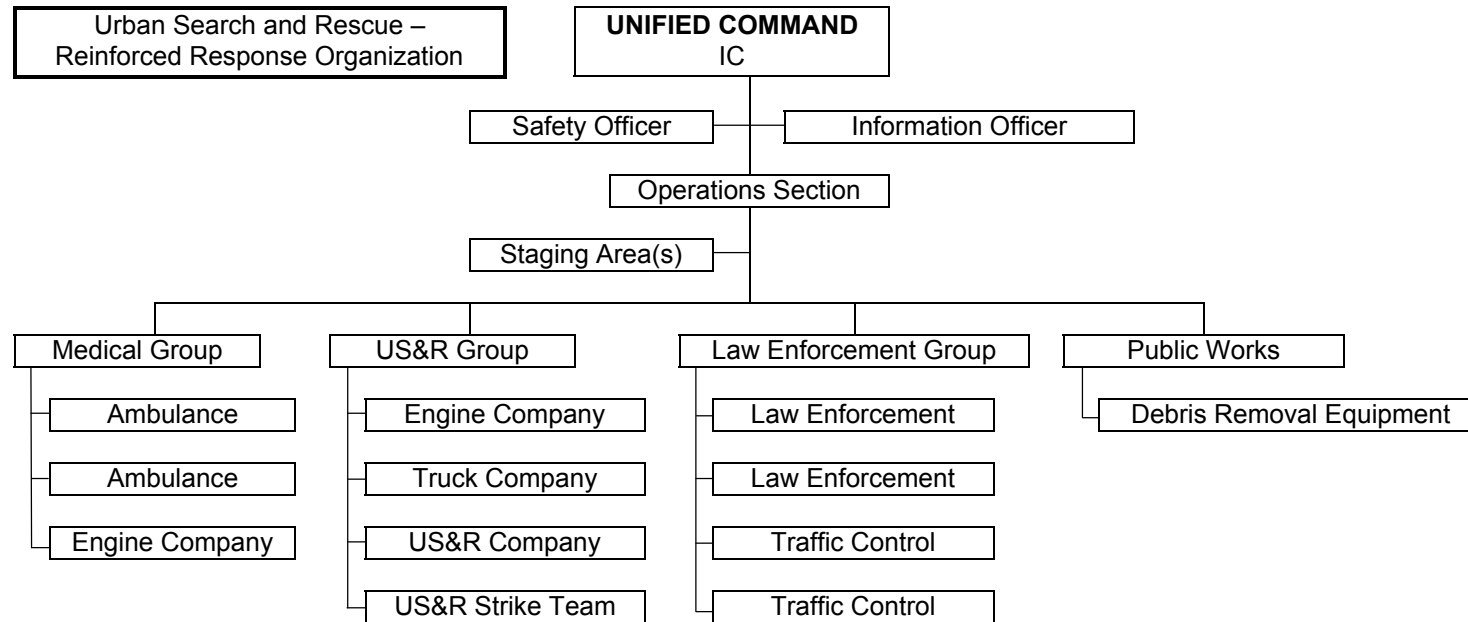 Urban Search and Rescue –
Reinforced Response Organization
UNIFIED COMMAND
IC
Safety Officer
Information Officer
Operations Section
Staging Area(s)
Medical Group
US&R Group
Law Enforcement Group
Public Works
Ambulance
Engine Company
Law Enforcement
Debris Removal Equipment
Ambulance
Truck Company
Law Enforcement
Engine Company
US&R Company
Traffic Control
US&R Strike Team
Traffic Control